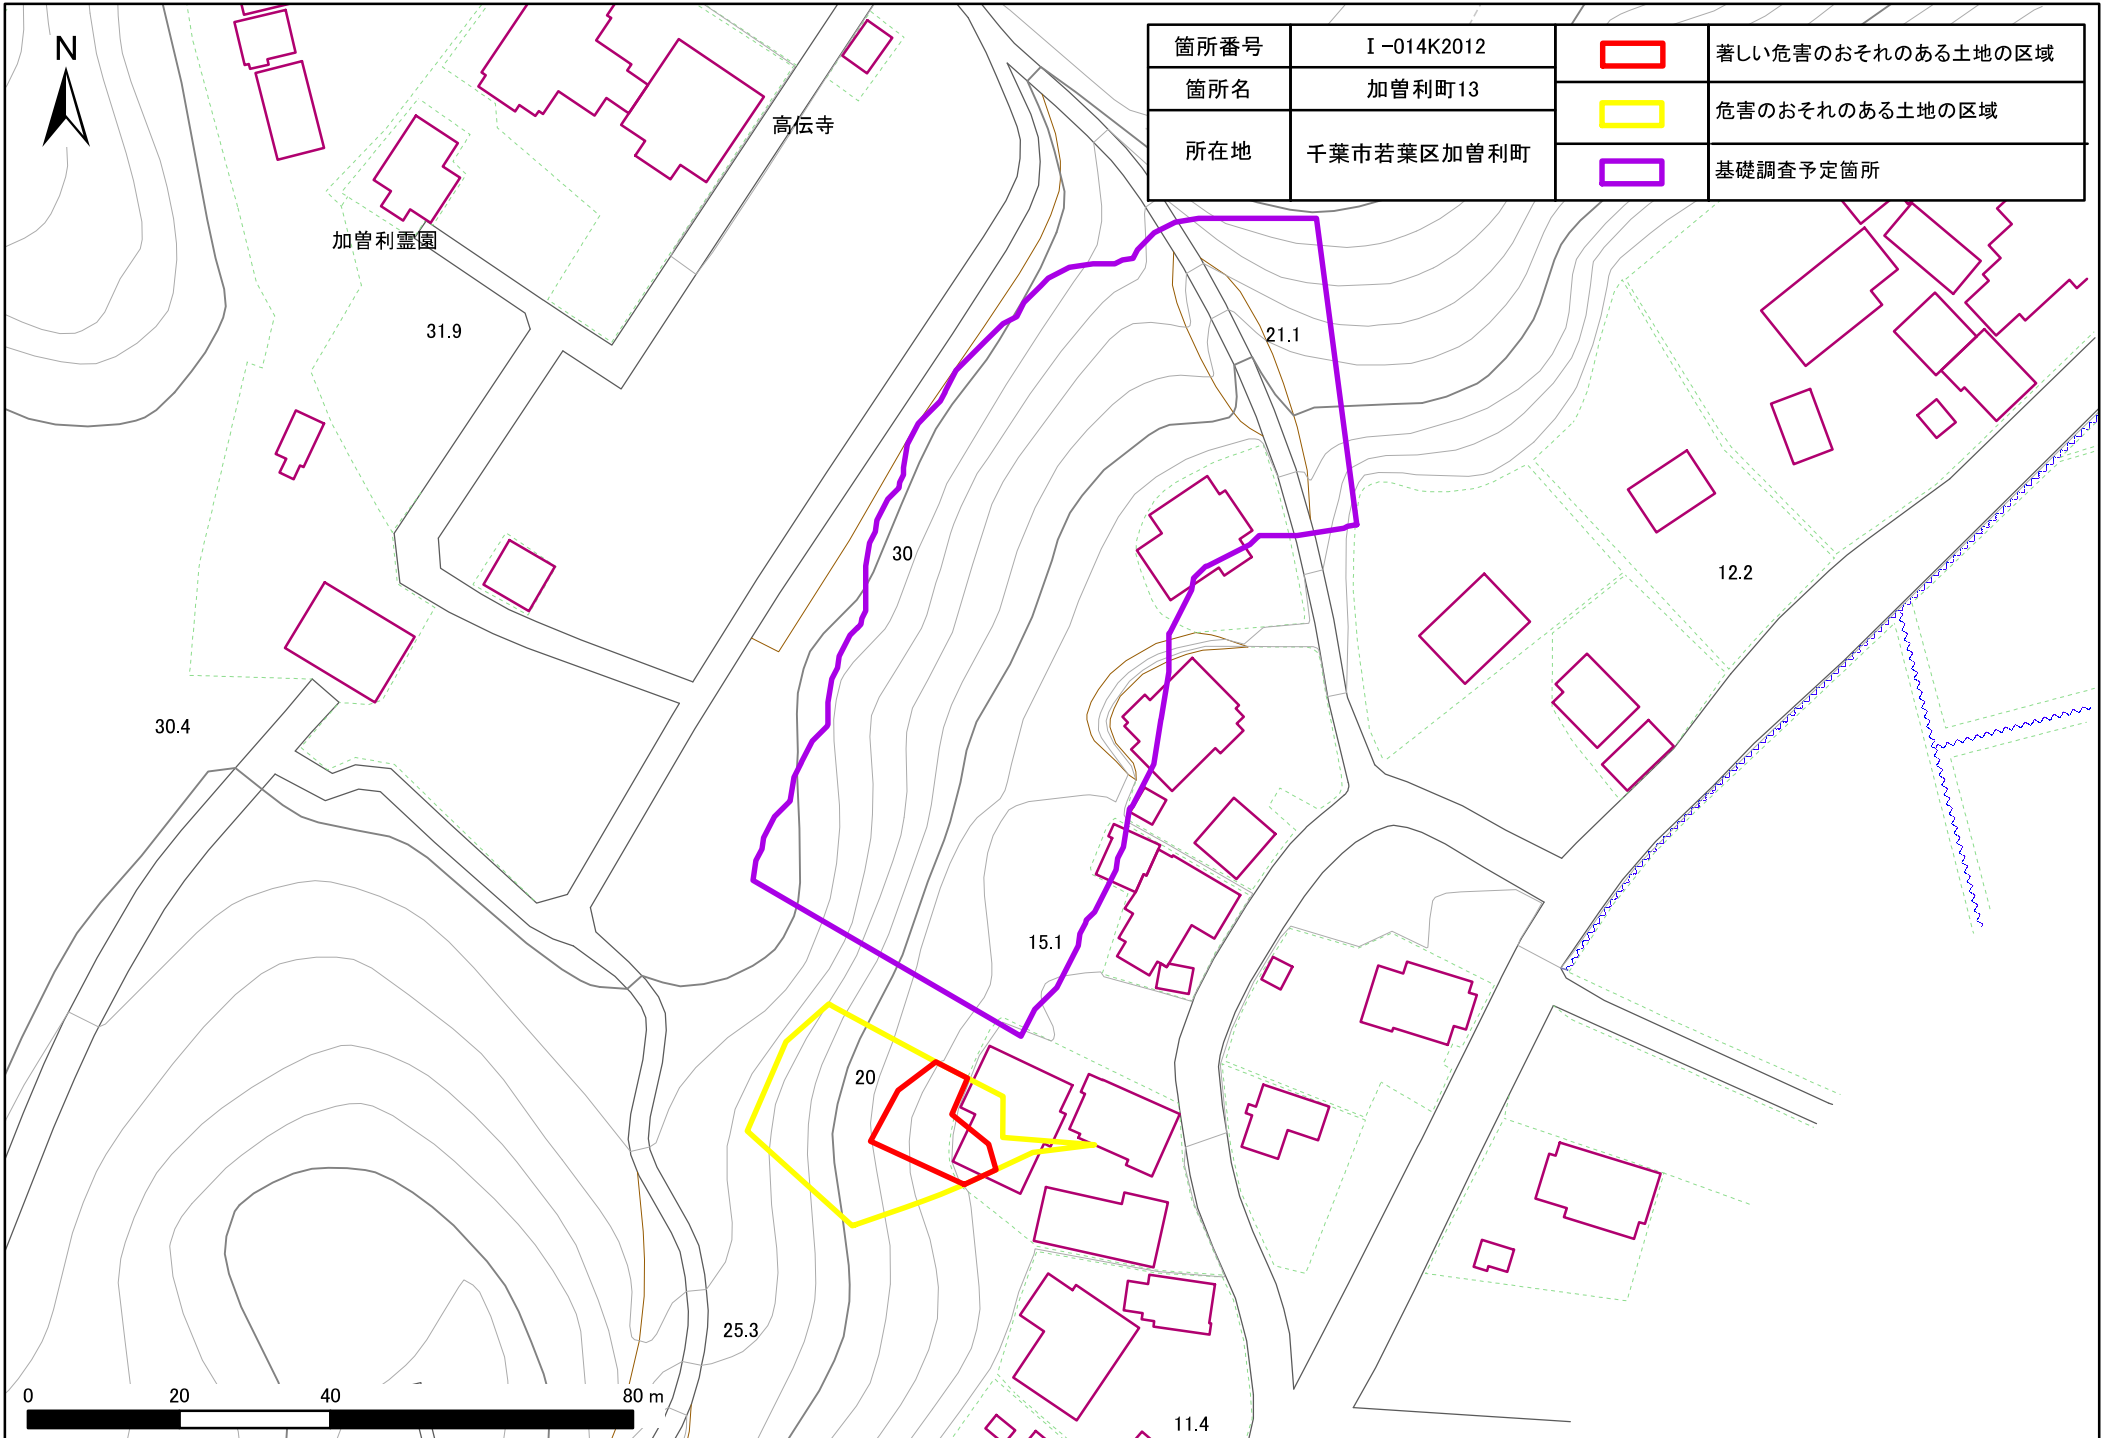 N
箇所番号 Ⅰ-014K2012
箇所名 加曽利町13
所在地 千葉市若葉区加曽利町
著しい危害のおそれのある土地の区域
危害のおそれのある土地の区域
基礎調査予定箇所
高伝寺
加曽利霊園
31.9
21.1
30
12.2
30.4
15.1
20
25.3
11.4
0 20 40 80 m